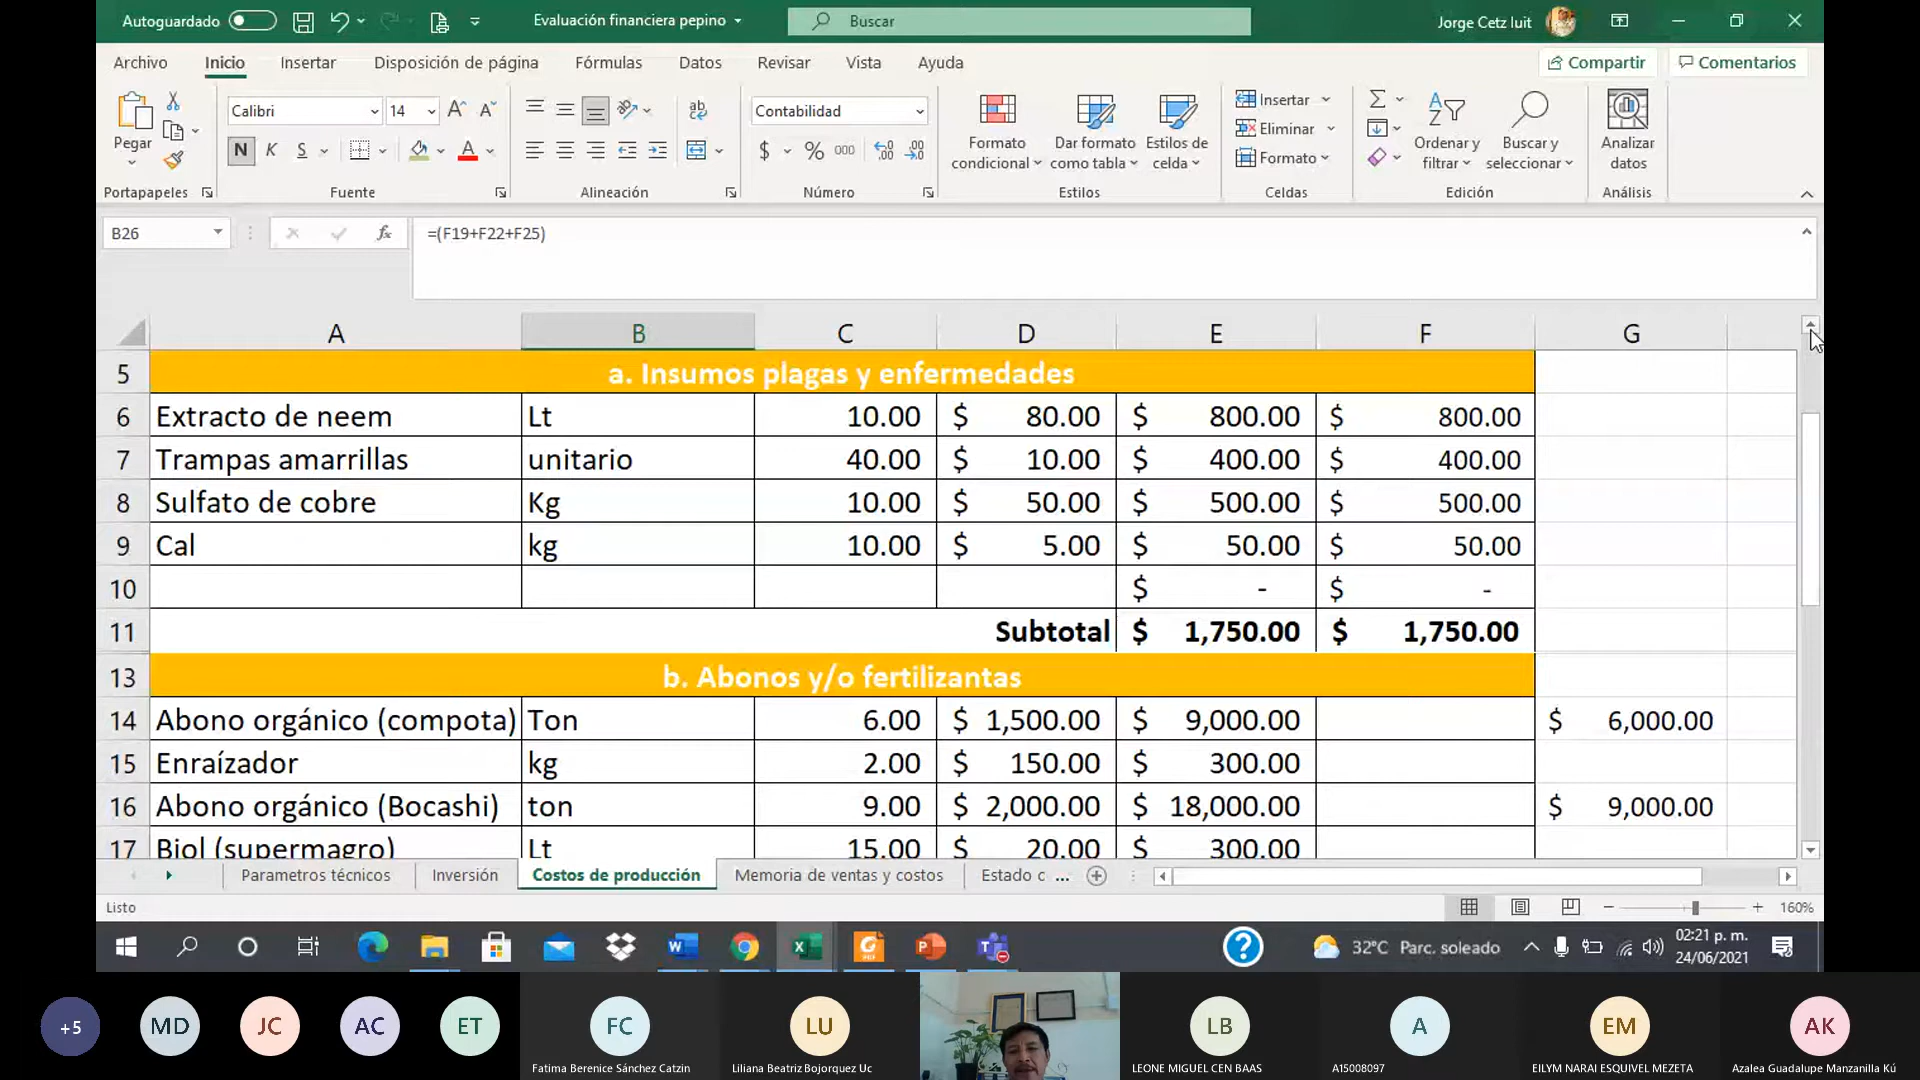 Autoguardado
Evaluación financiera pepino
Buscar
Jorge Cetz luit
Archivo Inicio Insertar Disposición de página Fórmulas Datos Revisar Vista Ayuda Compartir Comentarios
Pegar
Portapapeles
Calibri 14
N K S
Fuente
Alineación
Contabilidad
$ % 000
Número
Formato condicional
Dar formato como tabla
Estilos de celda
Estilos
Insertar
Eliminar
Formato
Celdas
Ordenar y filtrar
Buscar y seleccionar
Edición
Analizar datos
Análisis
B26 fx =(F19+F22+F25)
A B C D E F G
5 a. Insumos plagas y enfermedades
6 Extracto de neem Lt 10.00 $ 80.00 $ 800.00 $ 800.00
7 Trampas amarrillas unitario 40.00 $ 10.00 $ 400.00 $ 400.00
8 Sulfato de cobre Kg 10.00 $ 50.00 $ 500.00 $ 500.00
9 Cal kg 10.00 $ 5.00 $ 50.00 $ 50.00
10 $ - $ -
11 Subtotal $ 1,750.00 $ 1,750.00
13 b. Abonos y/o fertilizantas
14 Abono orgánico (compota) Ton 6.00 $ 1,500.00 $ 9,000.00 $ 6,000.00
15 Enraízador kg 2.00 $ 150.00 $ 300.00
16 Abono orgánico (Bocashi) ton 9.00 $ 2,000.00 $ 18,000.00 $ 9,000.00
17 Biol (supermagro) Lt 15.00 $ 20.00 $ 300.00
Parametros técnicos Inversión Costos de producción Memoria de ventas y costos Estado c ...
Listo 160%
32°C Parc. soleado
02:21 p. m.
24/06/2021
+5 MD JC AC ET FC LU LB A EM AK
Fatima Berenice Sánchez Catzin
Liliana Beatriz Bojorquez Uc
LEONE MIGUEL CEN BAAS
A15008097
EILYM NARAI ESQUIVEL MEZETA
Azalea Guadalupe Manzanilla Kú